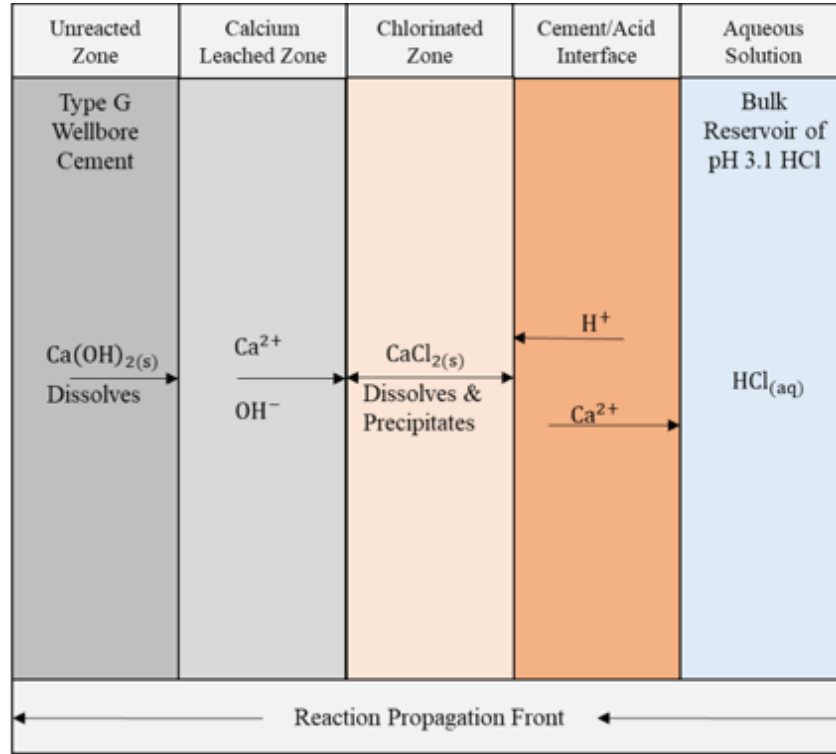 Unreacted
Zone
Calcium
Leached Zone
Chlorinated
Zone
Cement/Acid
Interface
Aqueous
Solution
Type G
Wellbore
Cement
Bulk
Reservoir of
pH 3.1 HCl
Ca(OH)₂(s)
Dissolves
Ca²⁺
OH⁻
CaCl₂(s)
Dissolves &
Precipitates
H⁺
Ca²⁺
HCl(aq)
Reaction Propagation Front